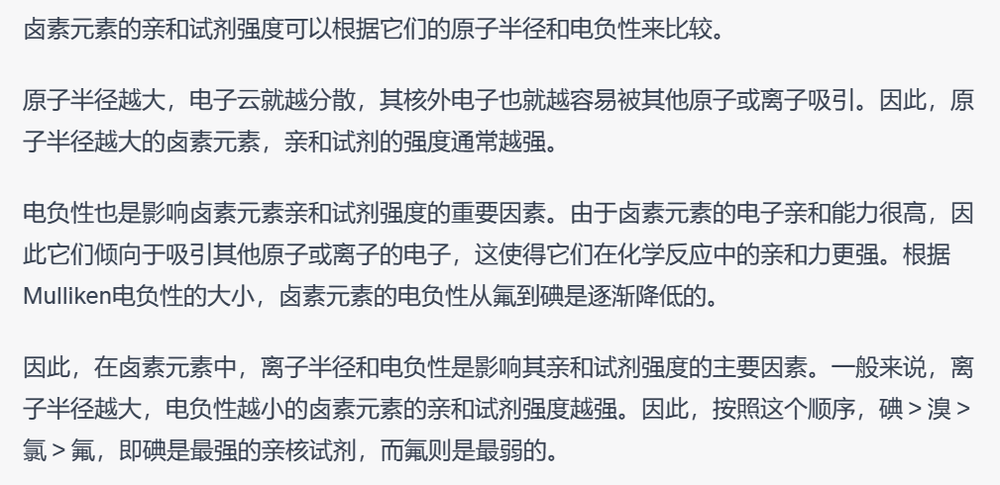 卤素元素的亲和试剂强度可以根据它们的原子半径和电负性来比较。
原子半径越大，电子云就越分散，其核外电子也就越容易被其他原子或离子吸引。因此，原
子半径越大的卤素元素，亲和试剂的强度通常越强。
电负性也是影响卤素元素亲和试剂强度的重要因素。由于卤素元素的电子亲和能力很高，因
此它们倾向于吸引其他原子或离子的电子，这使得它们在化学反应中的亲和力更强。根据
Mulliken电负性的大小，卤素元素的电负性从氟到碘是逐渐降低的。
因此，在卤素元素中，离子半径和电负性是影响其亲和试剂强度的主要因素。一般来说，离
子半径越大，电负性越小的卤素元素的亲和试剂强度越强。因此，按照这个顺序，碘 > 溴 >
氯 > 氟，即碘是最强的亲核试剂，而氟则是最弱的。